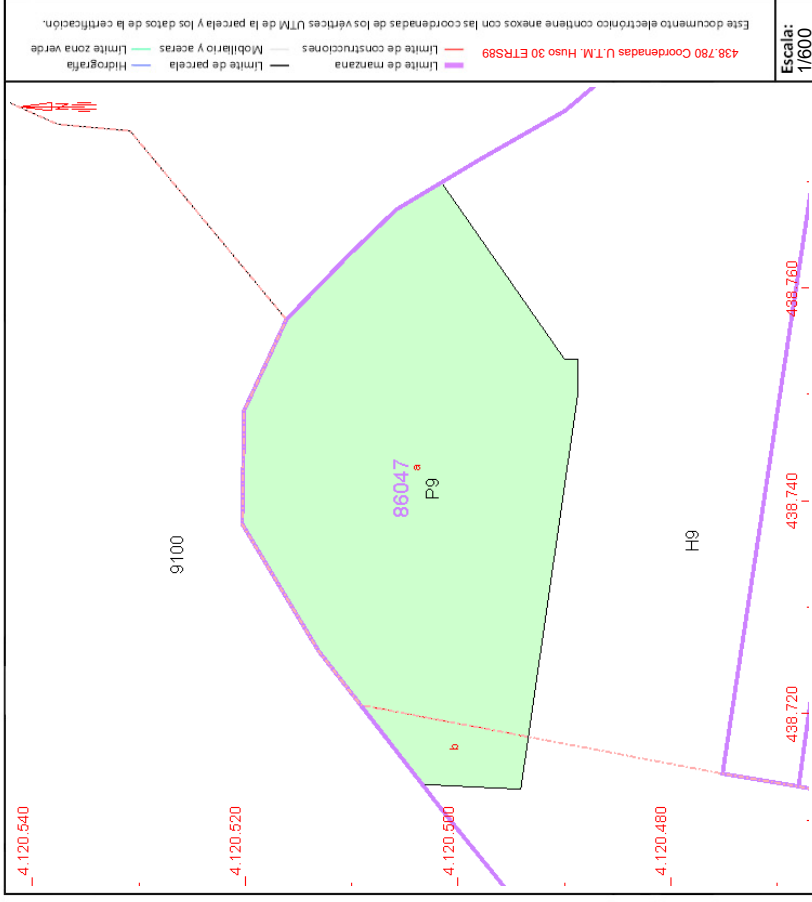 Este documento electrónico contiene anexos con las coordenadas de los vértices UTM de la parcela y los datos de la certificación.
438.780 Coordenadas U.T.M. Huso 30 ETRS89
Límite de manzana
Límite de construcciones
Límite de parcela
Mobiliario y aceras
Hidrografía
Límite zona verde
Escala:
1/600
N
9100
86047
a
P9
H9
b
438.760
438.740
438.720
4.120.540
4.120.520
4.120.500
4.120.480